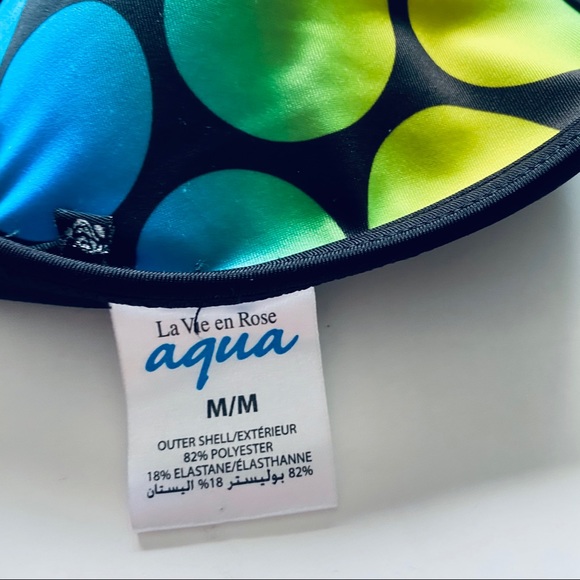 La Vie en Rose
aqua
M/M
OUTER SHELL/EXTÉRIEUR
82% POLYESTER
18% ELASTANE/ÉLASTHANNE
82% بوليستر 18% اليستان